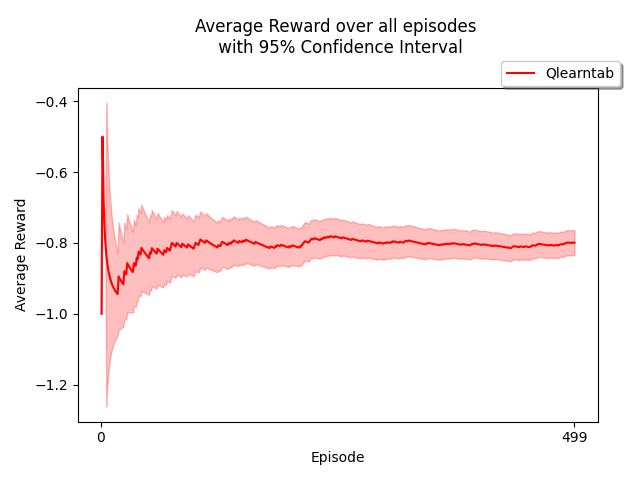 Average Reward over all episodes
with 95% Confidence Interval
Qlearntab
−0.4
−0.6
−0.8
−1.0
−1.2
Average Reward
0
499
Episode